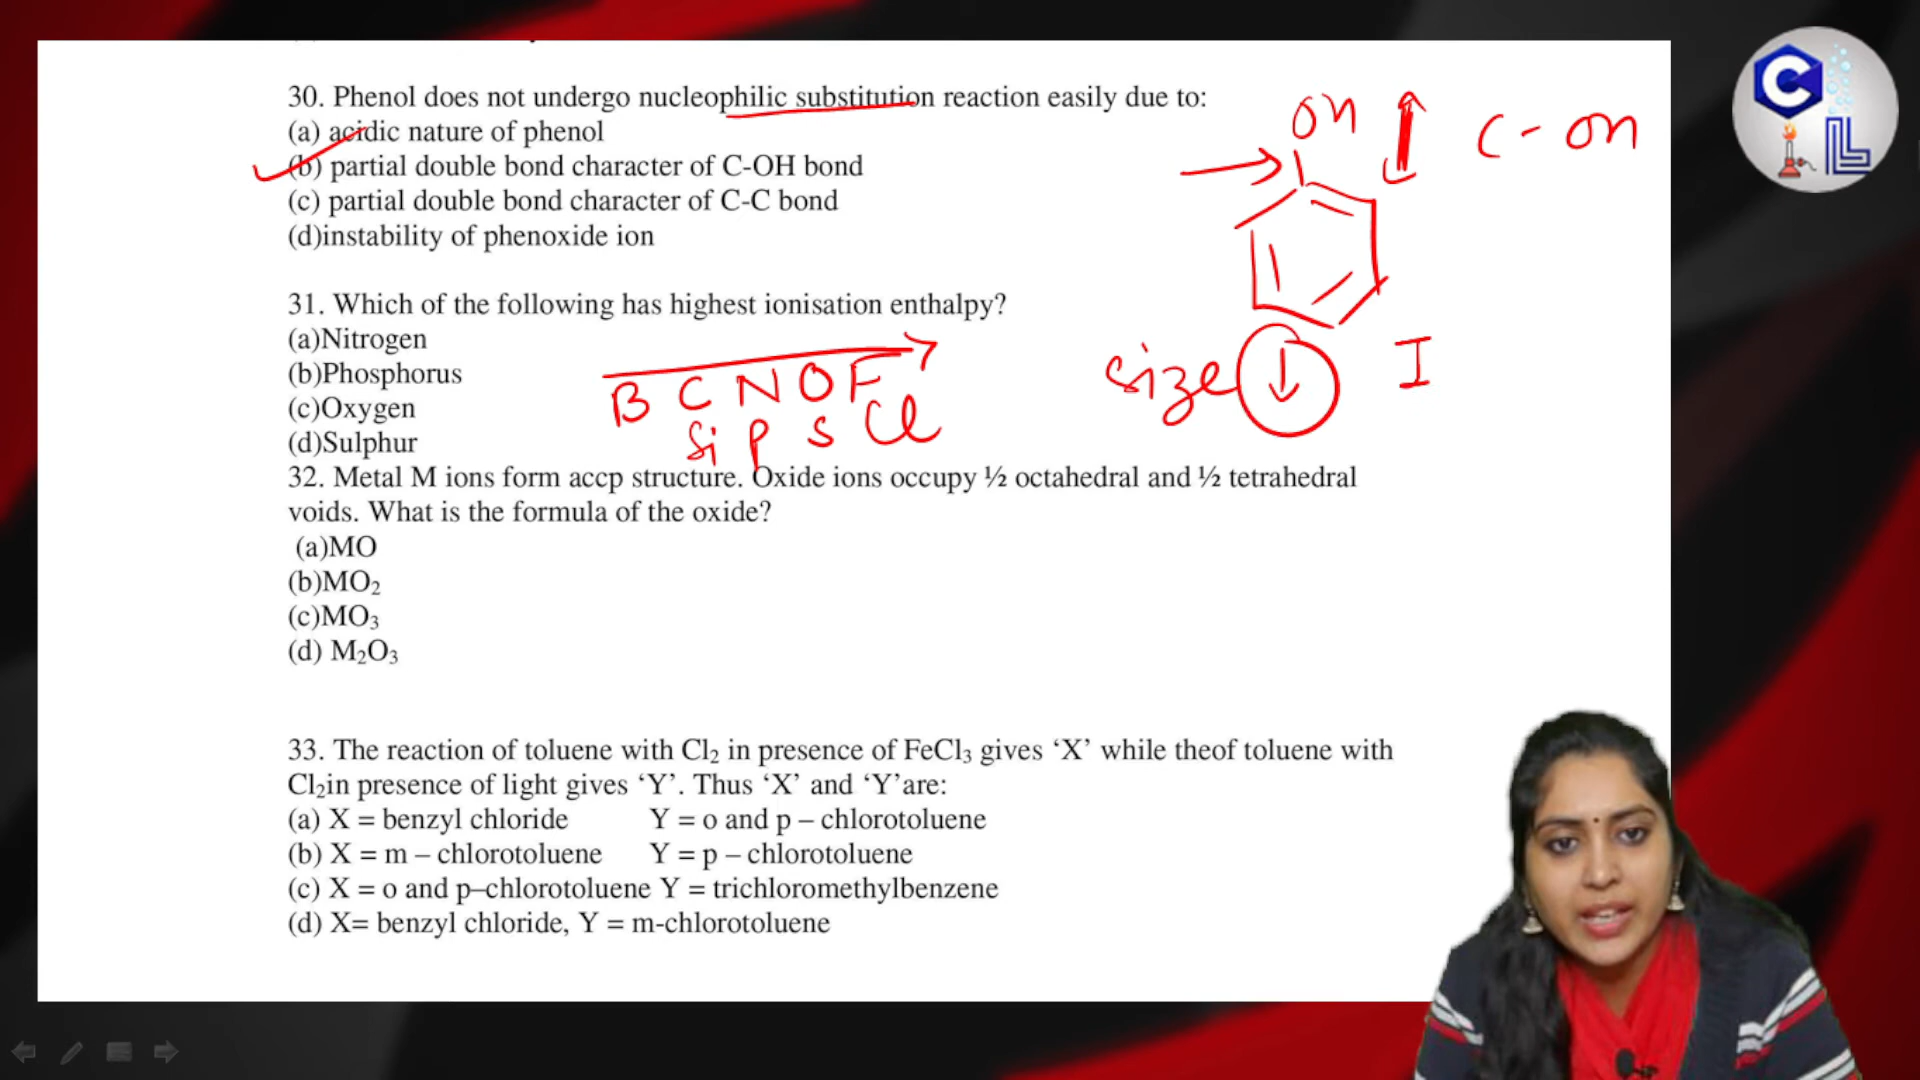 30. Phenol does not undergo nucleophilic substitution reaction easily due to:
(a) acidic nature of phenol
(b) partial double bond character of C-OH bond
(c) partial double bond character of C-C bond
(d)instability of phenoxide ion
OH
C - OH
31. Which of the following has highest ionisation enthalpy?
(a)Nitrogen
(b)Phosphorus
(c)Oxygen
(d)Sulphur
B C N O F
Si P S Cl
size ↓ I
32. Metal M ions form accp structure. Oxide ions occupy ½ octahedral and ½ tetrahedral
voids. What is the formula of the oxide?
(a)MO
(b)MO₂
(c)MO₃
(d) M₂O₃
33. The reaction of toluene with Cl₂ in presence of FeCl₃ gives ‘X’ while theof toluene with
Cl₂in presence of light gives ‘Y’. Thus ‘X’ and ‘Y’are:
(a) X = benzyl chloride Y = o and p – chlorotoluene
(b) X = m – chlorotoluene Y = p – chlorotoluene
(c) X = o and p–chlorotoluene Y = trichloromethylbenzene
(d) X= benzyl chloride, Y = m-chlorotoluene
C L